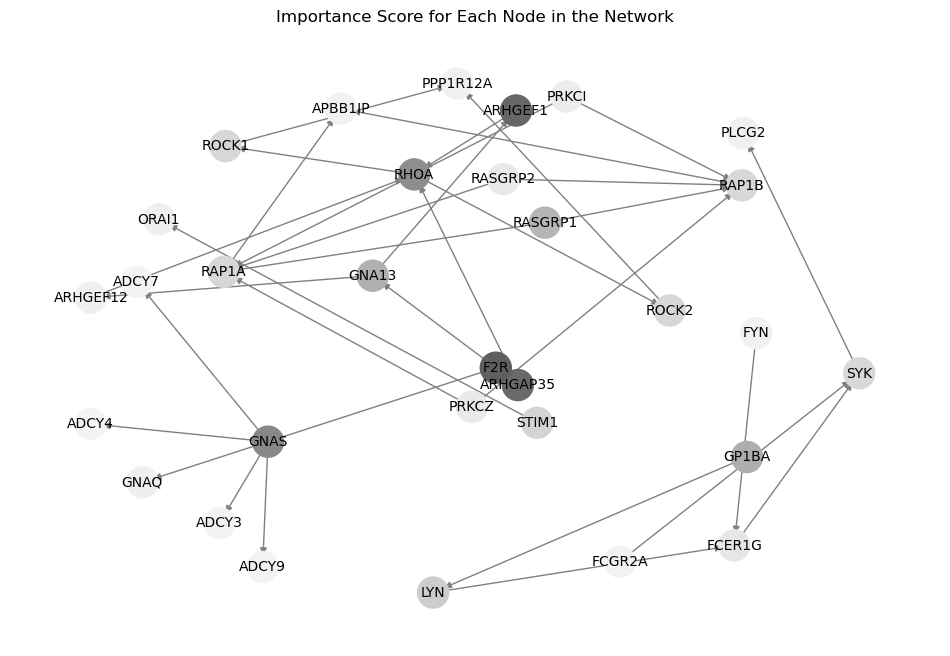 Importance Score for Each Node in the Network
PPP1R12A
PRKCI
APBB1IP
ARHGEF1
PLCG2
ROCK1
RHOA
RASGRP2
RAP1B
ORAI1
RASGRP1
RAP1A
GNA13
ADCY7
ARHGEF12
ROCK2
FYN
F2R
SYK
ARHGAP35
PRKCZ
STIM1
ADCY4
GNAS
GP1BA
GNAQ
ADCY3
FCER1G
ADCY9
FCGR2A
LYN